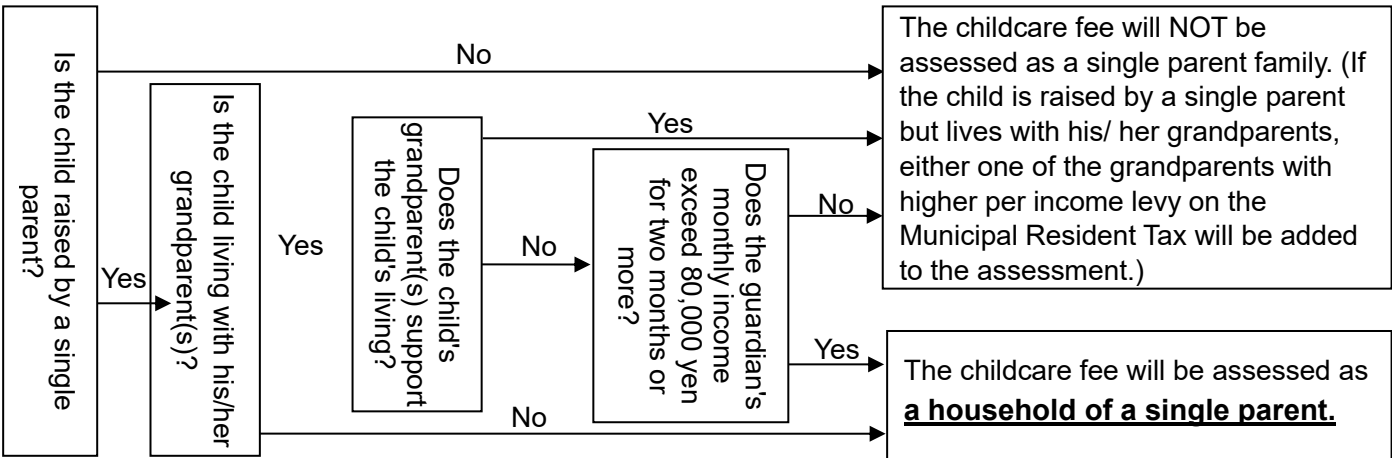 Is the child raised by a single
parent?
No
Yes
Is the child living with his/her
grandparent(s)?
Yes
No
Does the child's
grandparent(s) support
the child's living?
Yes
No
Does the guardian's
monthly income
exceed 80,000 yen
for two months or
more?
No
Yes
The childcare fee will NOT be
assessed as a single parent family. (If
the child is raised by a single parent
but lives with his/ her grandparents,
either one of the grandparents with
higher per income levy on the
Municipal Resident Tax will be added
to the assessment.)
The childcare fee will be assessed as
a household of a single parent.